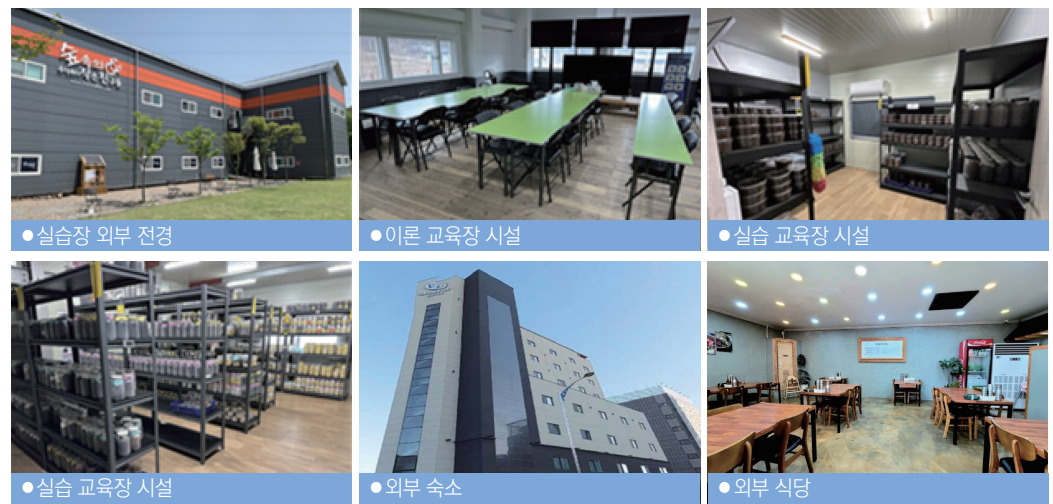 ●실습장 외부 전경
●이론 교육장 시설
●실습 교육장 시설
●실습 교육장 시설
●외부 숙소
●외부 식당